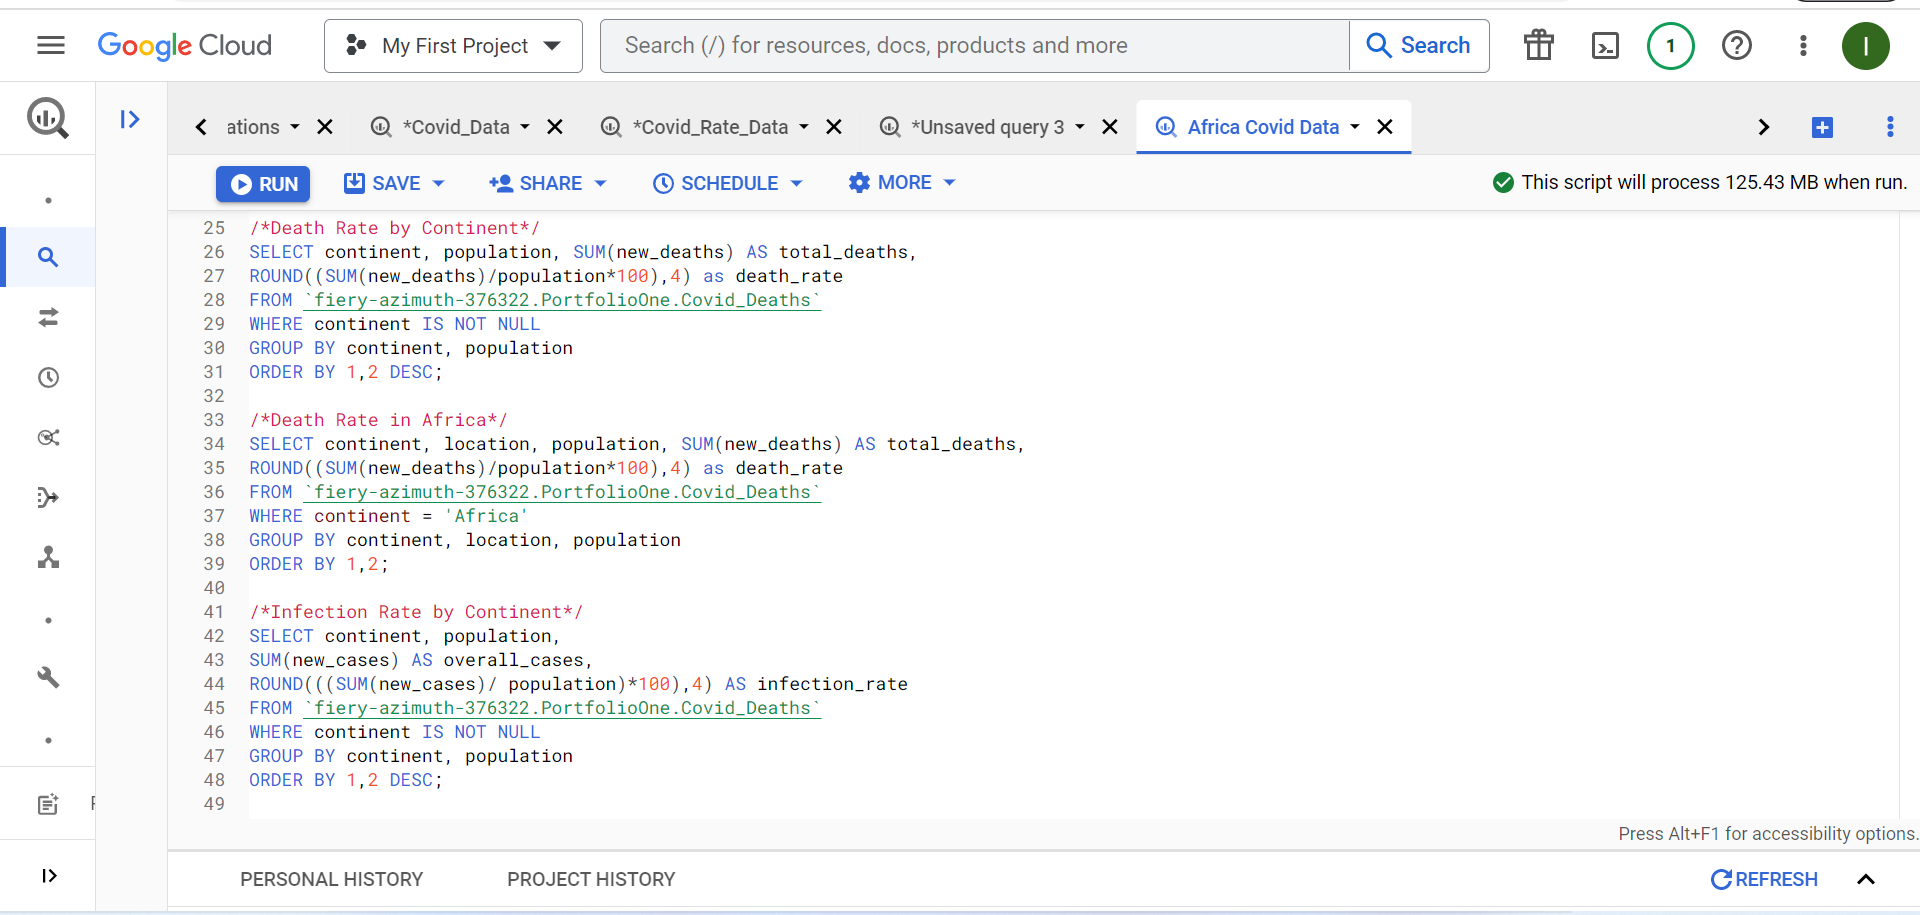 Google Cloud
My First Project
Search (/) for resources, docs, products and more
Search
1
I
ations
*Covid_Data
*Covid_Rate_Data
*Unsaved query 3
Africa Covid Data
RUN
SAVE
SHARE
SCHEDULE
MORE
This script will process 125.43 MB when run.
25 /*Death Rate by Continent*/
26 SELECT continent, population, SUM(new_deaths) AS total_deaths,
27 ROUND((SUM(new_deaths)/population*100),4) as death_rate
28 FROM `fiery-azimuth-376322.PortfolioOne.Covid_Deaths`
29 WHERE continent IS NOT NULL
30 GROUP BY continent, population
31 ORDER BY 1,2 DESC;
32
33 /*Death Rate in Africa*/
34 SELECT continent, location, population, SUM(new_deaths) AS total_deaths,
35 ROUND((SUM(new_deaths)/population*100),4) as death_rate
36 FROM `fiery-azimuth-376322.PortfolioOne.Covid_Deaths`
37 WHERE continent = 'Africa'
38 GROUP BY continent, location, population
39 ORDER BY 1,2;
40
41 /*Infection Rate by Continent*/
42 SELECT continent, population,
43 SUM(new_cases) AS overall_cases,
44 ROUND(((SUM(new_cases)/ population)*100),4) AS infection_rate
45 FROM `fiery-azimuth-376322.PortfolioOne.Covid_Deaths`
46 WHERE continent IS NOT NULL
47 GROUP BY continent, population
48 ORDER BY 1,2 DESC;
49
Press Alt+F1 for accessibility options.
PERSONAL HISTORY
PROJECT HISTORY
REFRESH